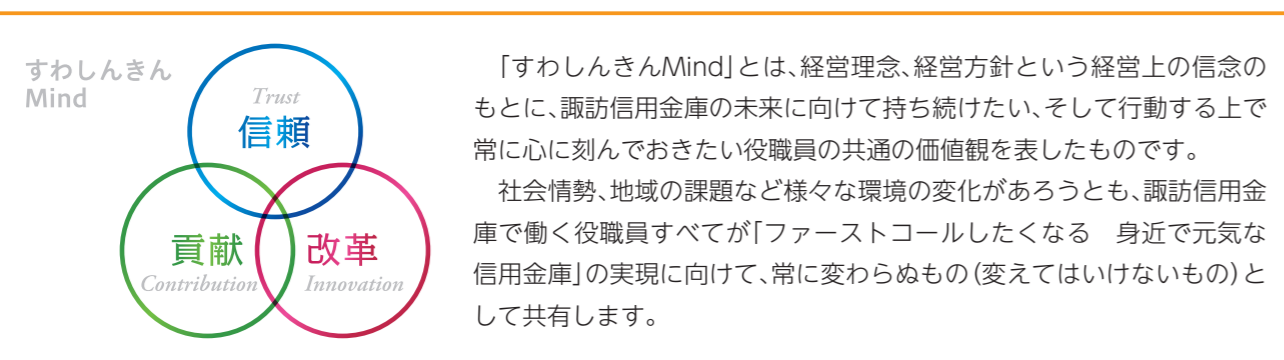 すわしんきん
Mind
Trust
信頼
貢献
Contribution
改革
Innovation
「すわしんきんMind」とは、経営理念、経営方針という経営上の信念の
もとに、諏訪信用金庫の未来に向けて持ち続けたい、そして行動する上で
常に心に刻んでおきたい役職員の共通の価値観を表したものです。
社会情勢、地域の課題など様々な環境の変化があろうとも、諏訪信用金
庫で働く役職員すべてが「ファーストコールしたくなる　身近で元気な
信用金庫」の実現に向けて、常に変わらぬもの（変えてはいけないもの）と
して共有します。